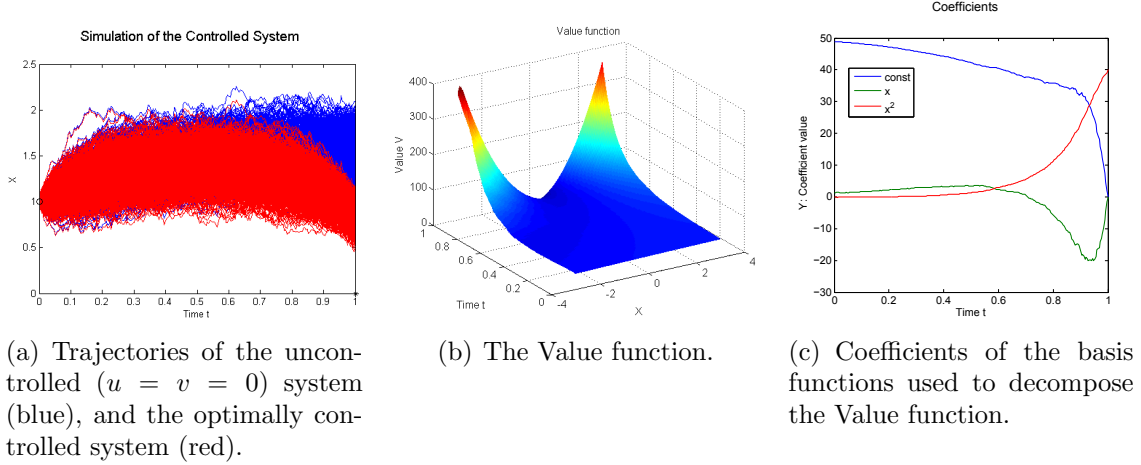 Simulation of the Controlled System
2.5
2
1.5
1
0.5
0
X
0 0.1 0.2 0.3 0.4 0.5 0.6 0.7 0.8 0.9 1
Time t
Value function
400
300
200
100
0
Value V
1
0.8
0.6
0.4
0.2
0
Time t
-4
-2
0
2
4
X
Coefficients
50
40
30
20
10
0
−10
−20
−30
Y: Coefficient value
const
x
x²
0 0.2 0.4 0.6 0.8 1
Time t
(a) Trajectories of the uncon-
trolled (u = v = 0) system
(blue), and the optimally con-
trolled system (red).
(b) The Value function.
(c) Coefficients of the basis
functions used to decompose
the Value function.